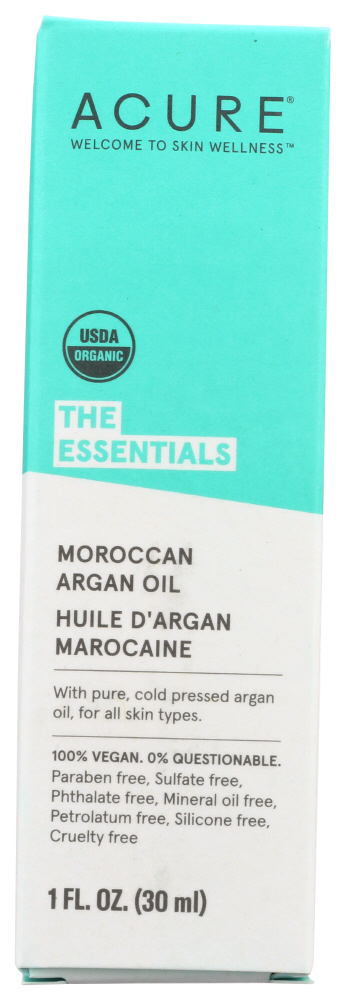 ACURE®
WELCOME TO SKIN WELLNESS™
USDA
ORGANIC
THE
ESSENTIALS
MOROCCAN
ARGAN OIL
HUILE D'ARGAN
MAROCAINE
With pure, cold pressed argan
oil, for all skin types.
100% VEGAN. 0% QUESTIONABLE.
Paraben free, Sulfate free,
Phthalate free, Mineral oil free,
Petrolatum free, Silicone free,
Cruelty free
1 FL. OZ. (30 ml)